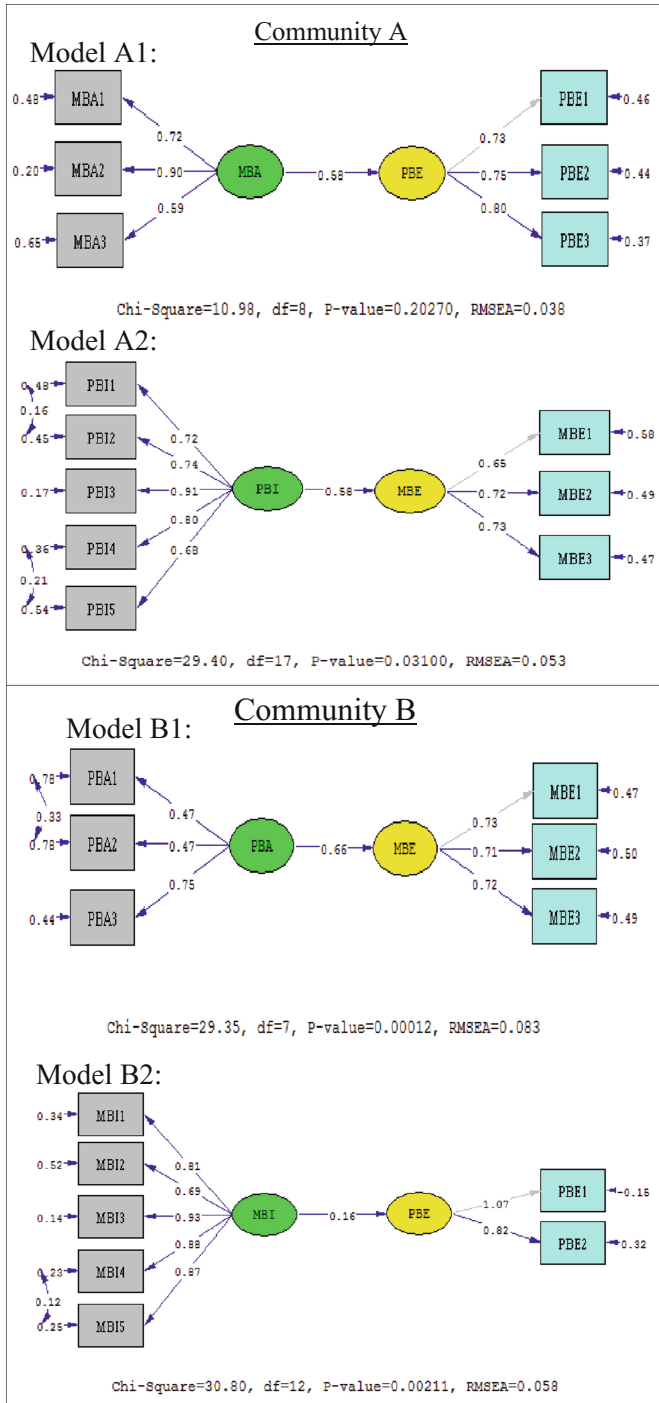 Community A
Model A1:
0.48 MBA1 0.72 0.73 PBE1 0.46
0.20 MBA2 0.90 MBA 0.58 PBE 0.75 PBE2 0.44
0.65 MBA3 0.59 0.80 PBE3 0.37
Chi-Square=10.98, df=8, P-value=0.20270, RMSEA=0.038
Model A2:
0.48 PBI1 0.72
0.16
0.45 PBI2 0.74 0.65 MBE1 0.58
0.17 PBI3 0.91 PBI 0.58 MBE 0.72 MBE2 0.49
0.36 PBI4 0.80 0.73 MBE3 0.47
0.21
0.54 PBI5 0.68
Chi-Square=29.40, df=17, P-value=0.03100, RMSEA=0.053
Community B
Model B1:
0.78 PBA1 0.47 0.73 MBE1 0.47
0.33
0.78 PBA2 0.47 PBA 0.66 MBE 0.71 MBE2 0.50
0.44 PBA3 0.75 0.72 MBE3 0.49
Chi-Square=29.35, df=7, P-value=0.00012, RMSEA=0.083
Model B2:
0.34 MBI1 0.81
0.52 MBI2 0.69 1.07 PBE1 -0.15
0.14 MBI3 0.93 MBI 0.16 PBE 0.82 PBE2 0.32
0.23 MBI4 0.88
0.12
0.25 MBI5 0.87
Chi-Square=30.80, df=12, P-value=0.00211, RMSEA=0.058